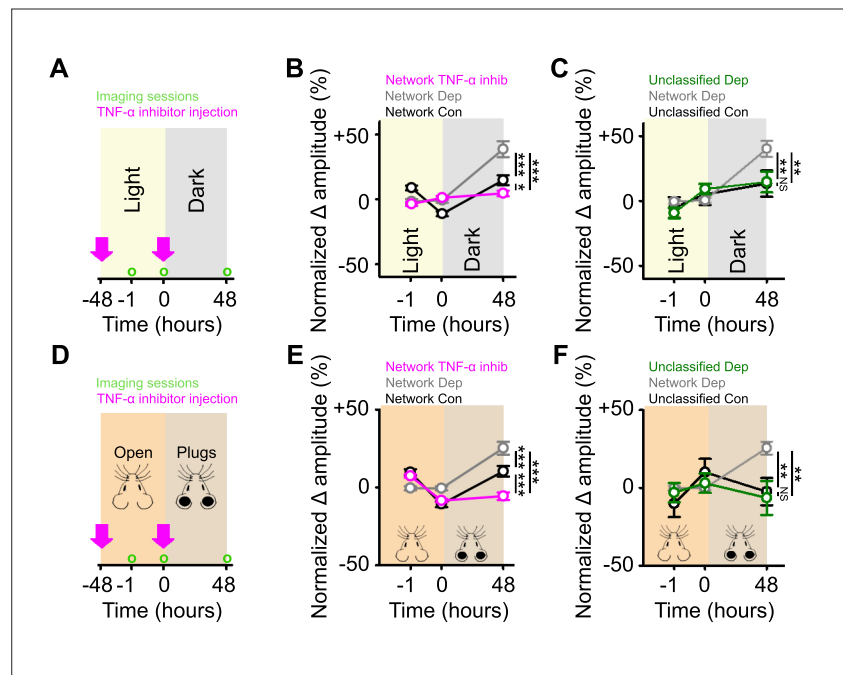 A
Imaging sessions
TNF-α inhibitor injection
Light
Dark
-48 -1 0 48
Time (hours)
B
Network TNF-α inhib
Network Dep
Network Con
Normalized Δ amplitude (%)
+50
0
-50
Light
Dark
***
*
***
-1 0 48
Time (hours)
C
Unclassified Dep
Network Dep
Unclassified Con
Normalized Δ amplitude (%)
+50
0
-50
Light
Dark
**
NS
**
-1 0 48
Time (hours)
D
Imaging sessions
TNF-α inhibitor injection
Open
Plugs
-48 -1 0 48
Time (hours)
E
Network TNF-α inhib
Network Dep
Network Con
Normalized Δ amplitude (%)
+50
0
-50
***
***
***
-1 0 48
Time (hours)
F
Unclassified Dep
Network Dep
Unclassified Con
Normalized Δ amplitude (%)
+50
0
-50
**
NS
**
-1 0 48
Time (hours)